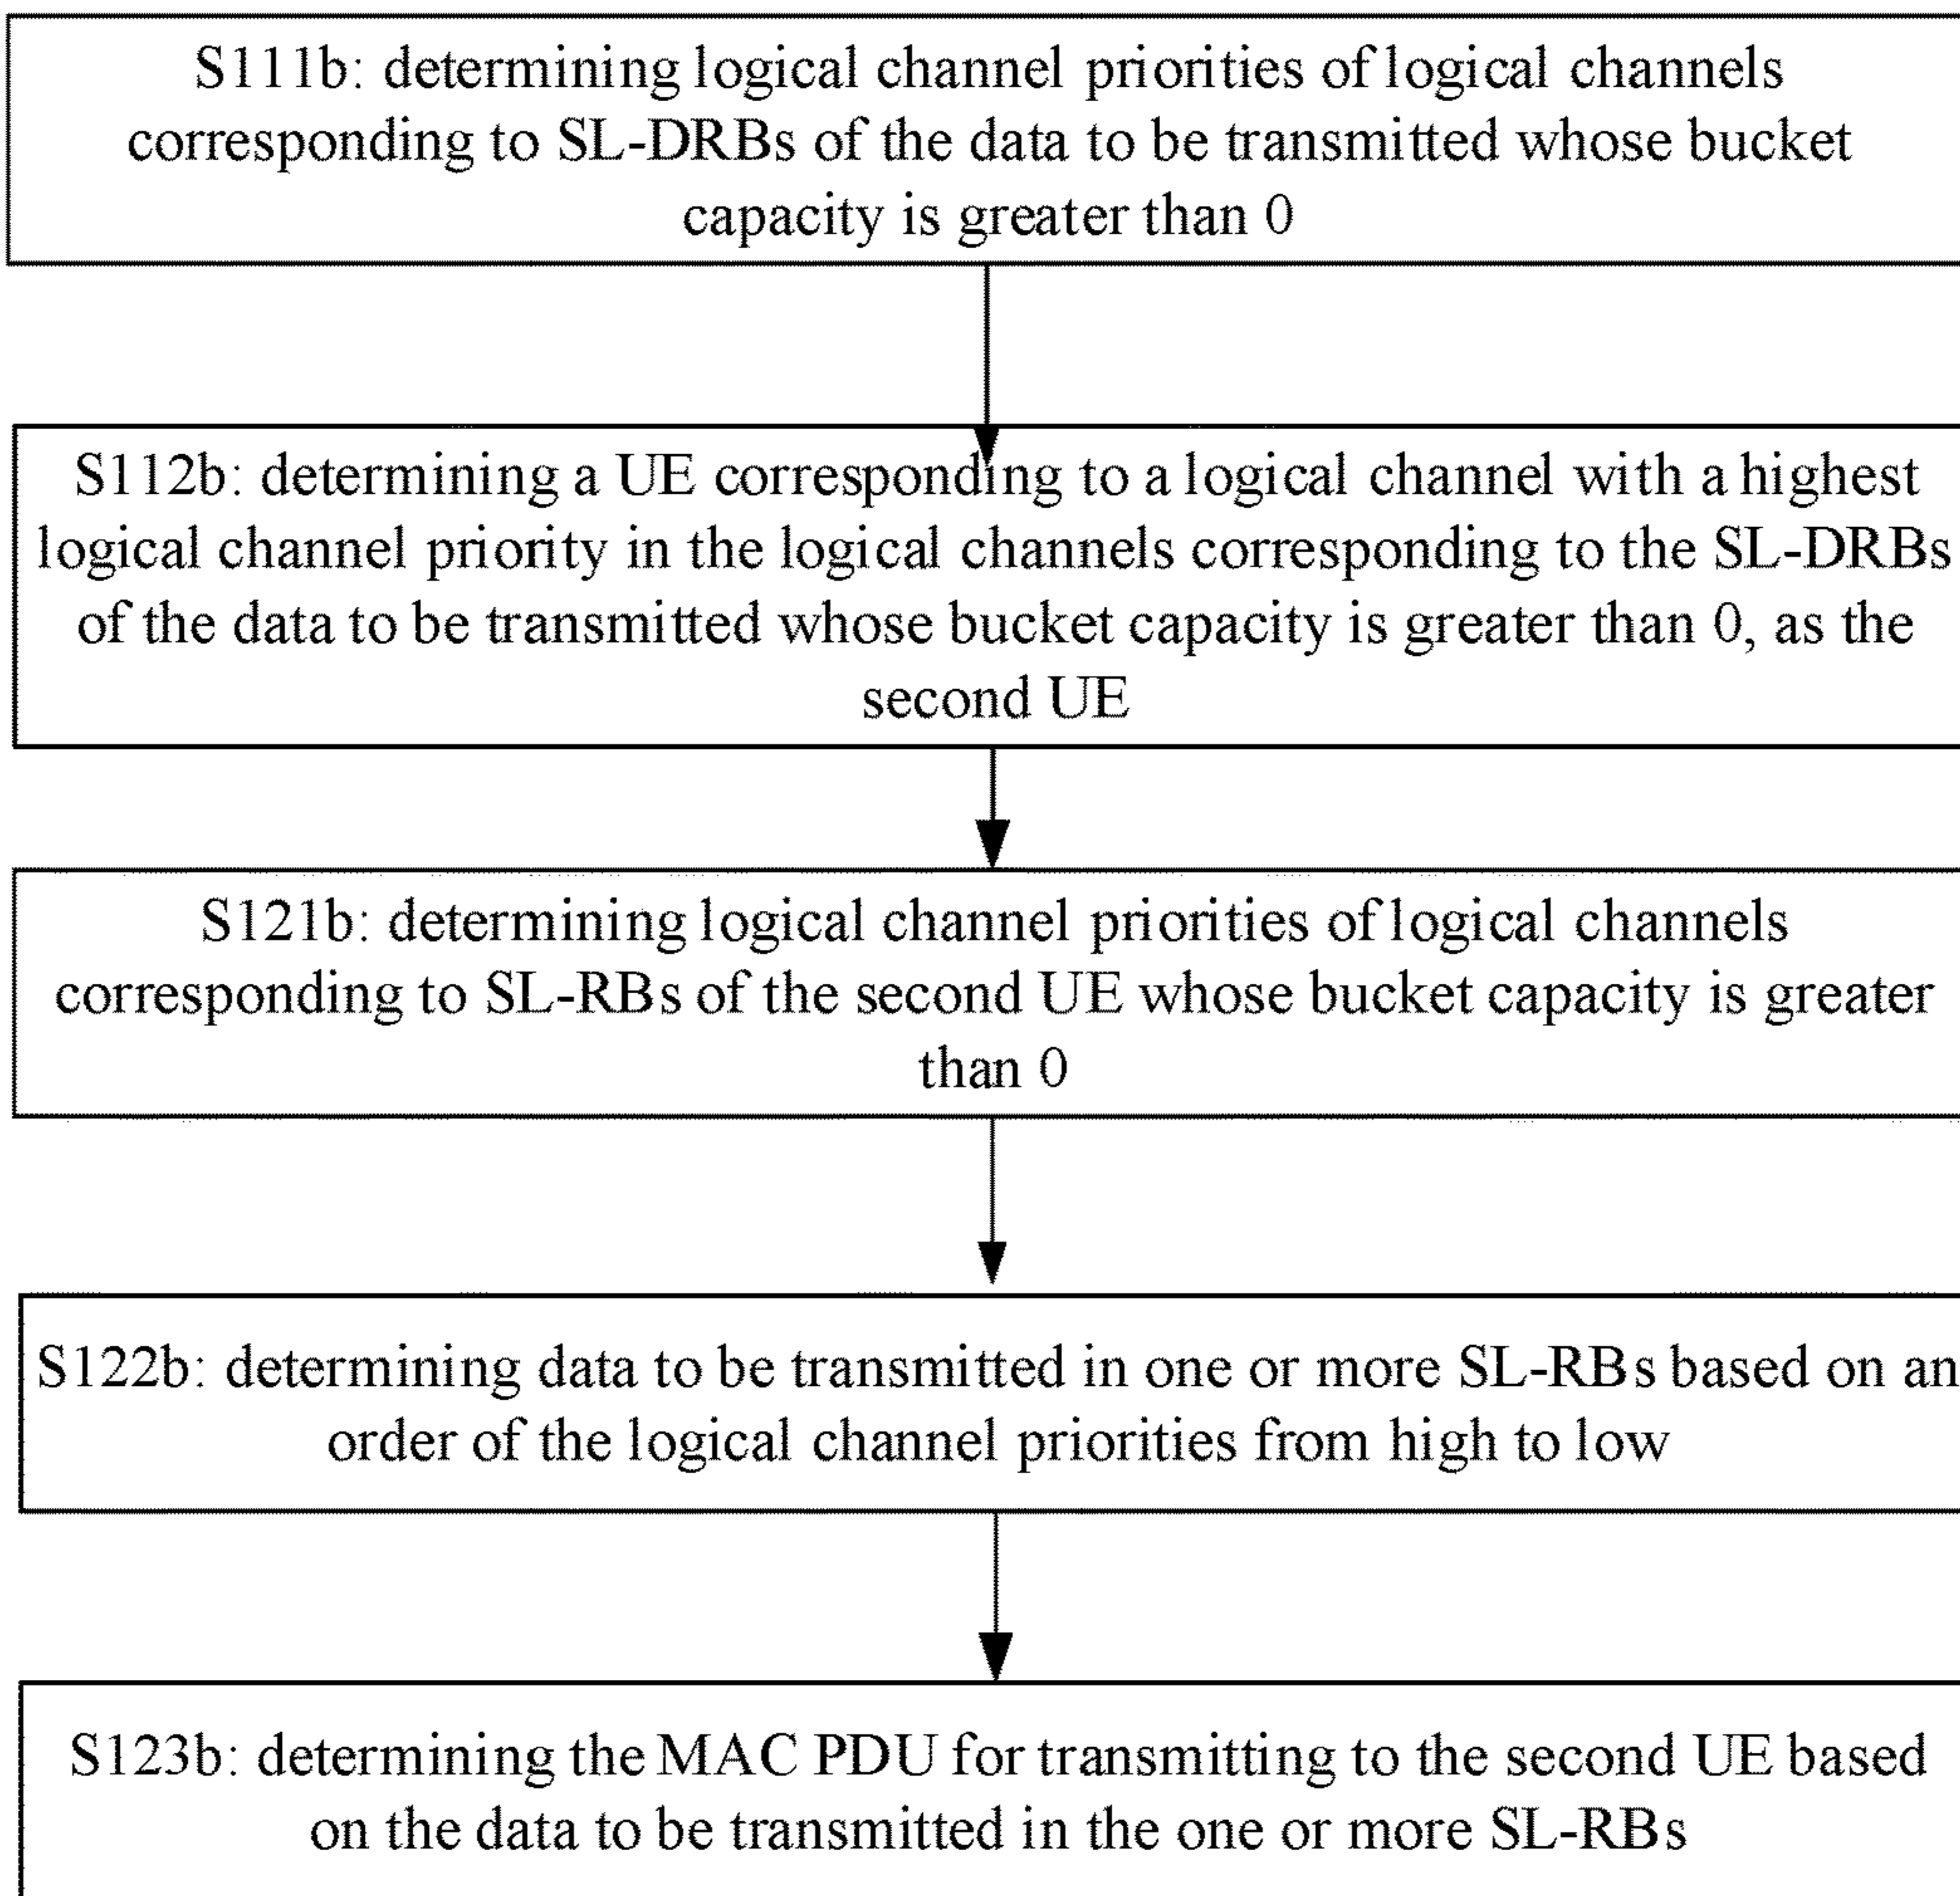 S111b: determining logical channel priorities of logical channels
corresponding to SL-DRBs of the data to be transmitted whose bucket
capacity is greater than 0
S112b: determining a UE corresponding to a logical channel with a highest
logical channel priority in the logical channels corresponding to the SL-DRBs
of the data to be transmitted whose bucket capacity is greater than 0, as the
second UE
S121b: determining logical channel priorities of logical channels
corresponding to SL-RBs of the second UE whose bucket capacity is greater
than 0
S122b: determining data to be transmitted in one or more SL-RBs based on an
order of the logical channel priorities from high to low
S123b: determining the MAC PDU for transmitting to the second UE based
on the data to be transmitted in the one or more SL-RBs